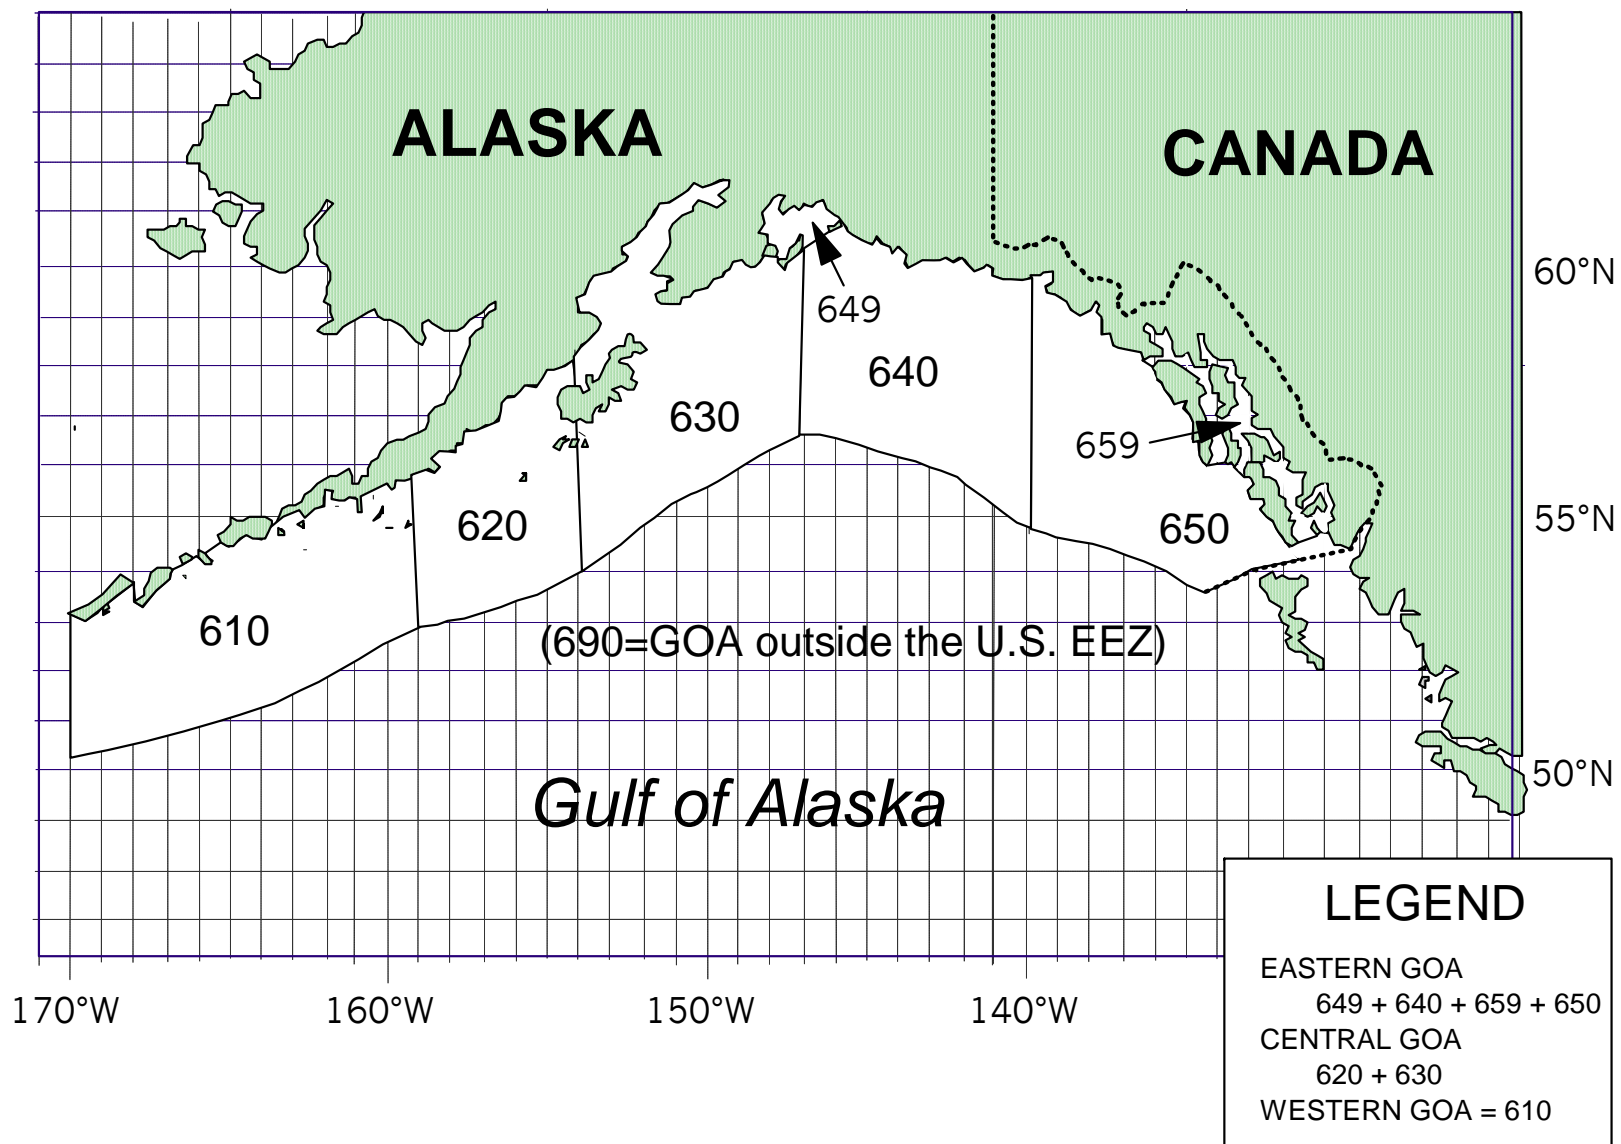 ALASKA
CANADA
60°N
649
640
630
659
55°N
620
650
610
(690=GOA outside the U.S. EEZ)
50°N
Gulf of Alaska
170°W
160°W
150°W
140°W
LEGEND
EASTERN GOA
649 + 640 + 659 + 650
CENTRAL GOA
620 + 630
WESTERN GOA = 610